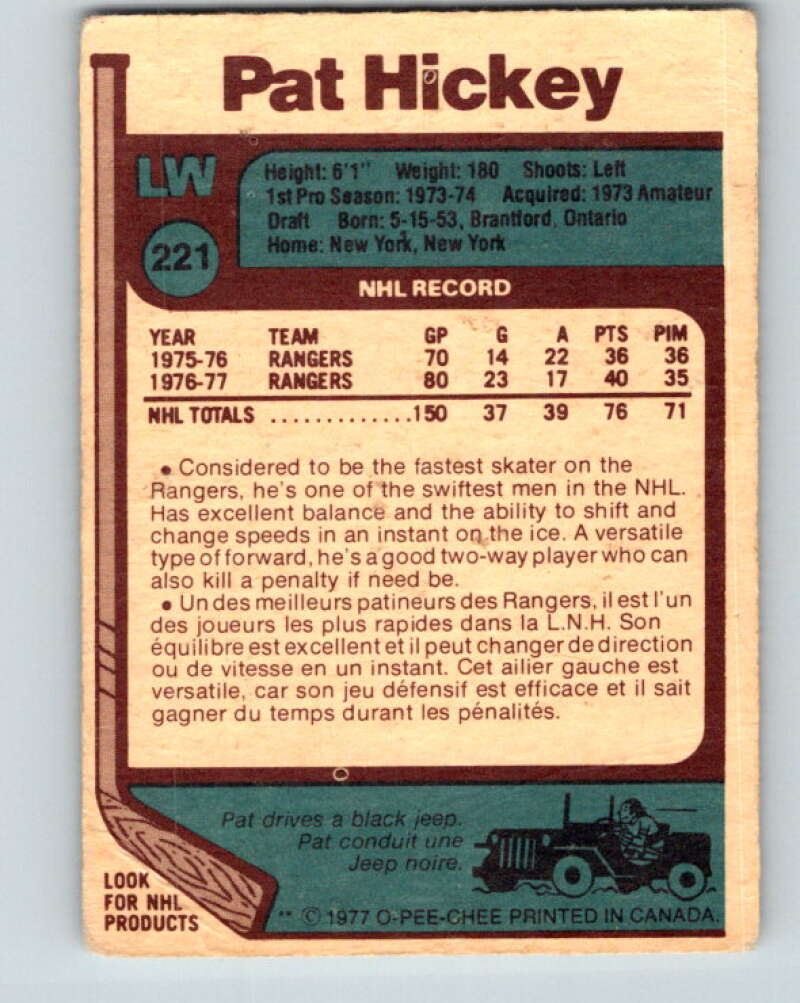 Pat Hickey
LW
221
Height: 6'1" Weight: 180 Shoots: Left
1st Pro Season: 1973-74 Acquired: 1973 Amateur
Draft Born: 5-15-53, Brantford, Ontario
Home: New York, New York
NHL RECORD
YEAR TEAM GP G A PTS PIM
1975-76 RANGERS 70 14 22 36 36
1976-77 RANGERS 80 23 17 40 35
NHL TOTALS .............150 37 39 76 71
• Considered to be the fastest skater on the
Rangers, he's one of the swiftest men in the NHL.
Has excellent balance and the ability to shift and
change speeds in an instant on the ice. A versatile
type of forward, he's a good two-way player who can
also kill a penalty if need be.
• Un des meilleurs patineurs des Rangers, il est l'un
des joueurs les plus rapides dans la L.N.H. Son
équilibre est excellent et il peut changer de direction
ou de vitesse en un instant. Cet ailier gauche est
versatile, car son jeu défensif est efficace et il sait
gagner du temps durant les pénalités.
Pat drives a black jeep.
Pat conduit une
Jeep noire.
LOOK
FOR NHL
PRODUCTS
** © 1977 O-PEE-CHEE PRINTED IN CANADA.